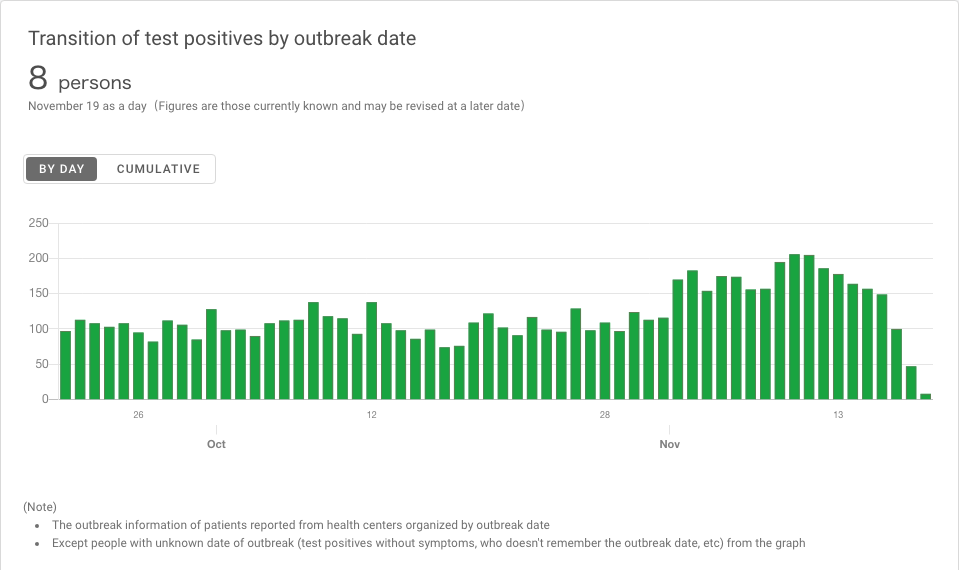 Transition of test positives by outbreak date
8 persons
November 19 as a day（Figures are those currently known and may be revised at a later date）
BY DAY CUMULATIVE
250
200
150
100
50
0
26 12 28 13
Oct Nov
(Note)
• The outbreak information of patients reported from health centers organized by outbreak date
• Except people with unknown date of outbreak (test positives without symptoms, who doesn't remember the outbreak date, etc) from the graph